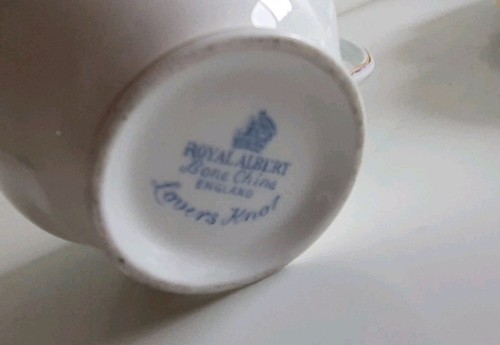 ROYAL ALBERT
Bone China
ENGLAND
Lovers Knot